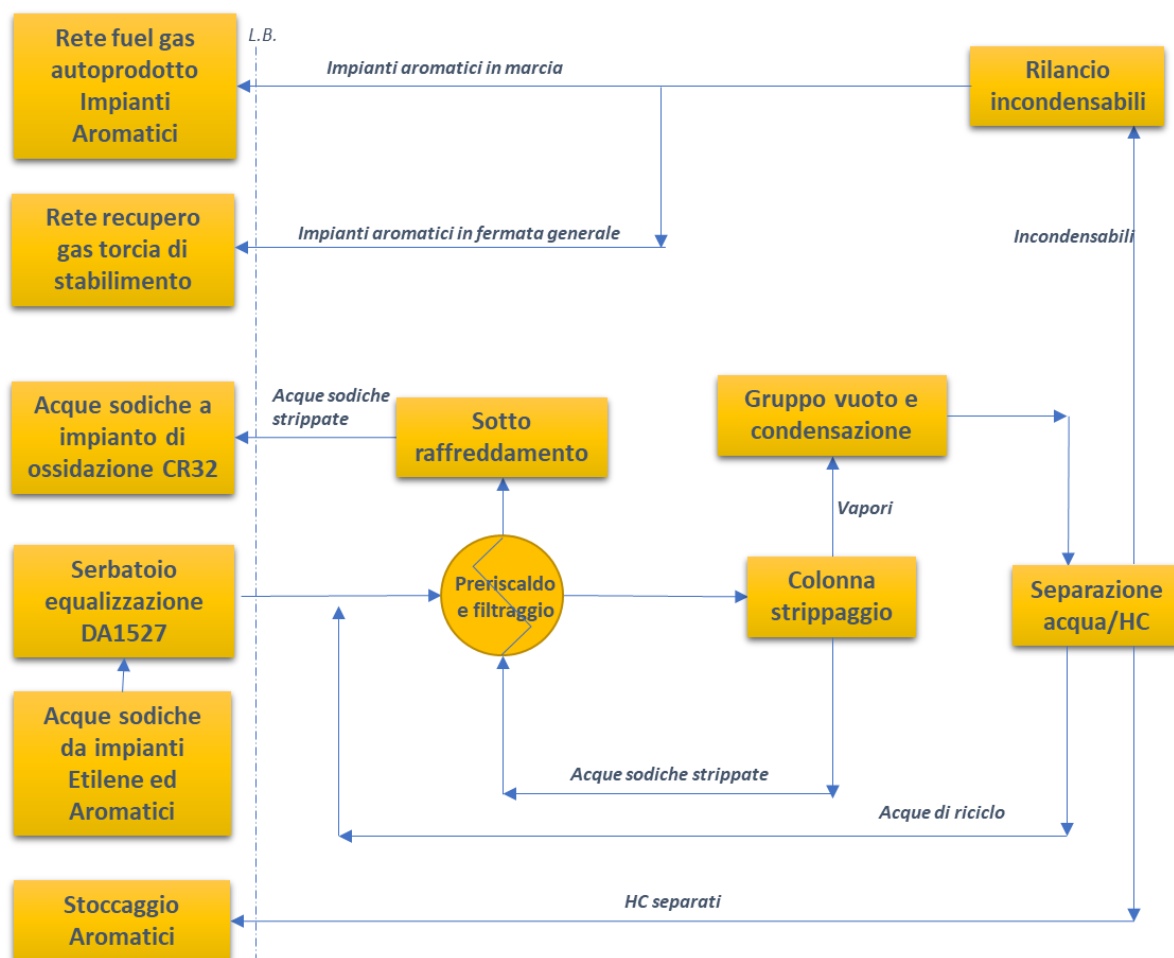 L.B.
Rete fuel gas
autoprodotto
Impianti
Aromatici
Impianti aromatici in marcia
Rilancio
incondensabili
Rete recupero
gas torcia di
stabilimento
Impianti aromatici in fermata generale
Incondensabili
Acque sodiche a
impianto di
ossidazione CR32
Acque sodiche
strippate
Sotto
raffreddamento
Gruppo vuoto e
condensazione
Vapori
Serbatoio
equalizzazione
DA1527
Preriscaldo
e filtraggio
Colonna
strippaggio
Separazione
acqua/HC
Acque sodiche
da impianti
Etilene ed
Aromatici
Acque sodiche strippate
Acque di riciclo
Stoccaggio
Aromatici
HC separati